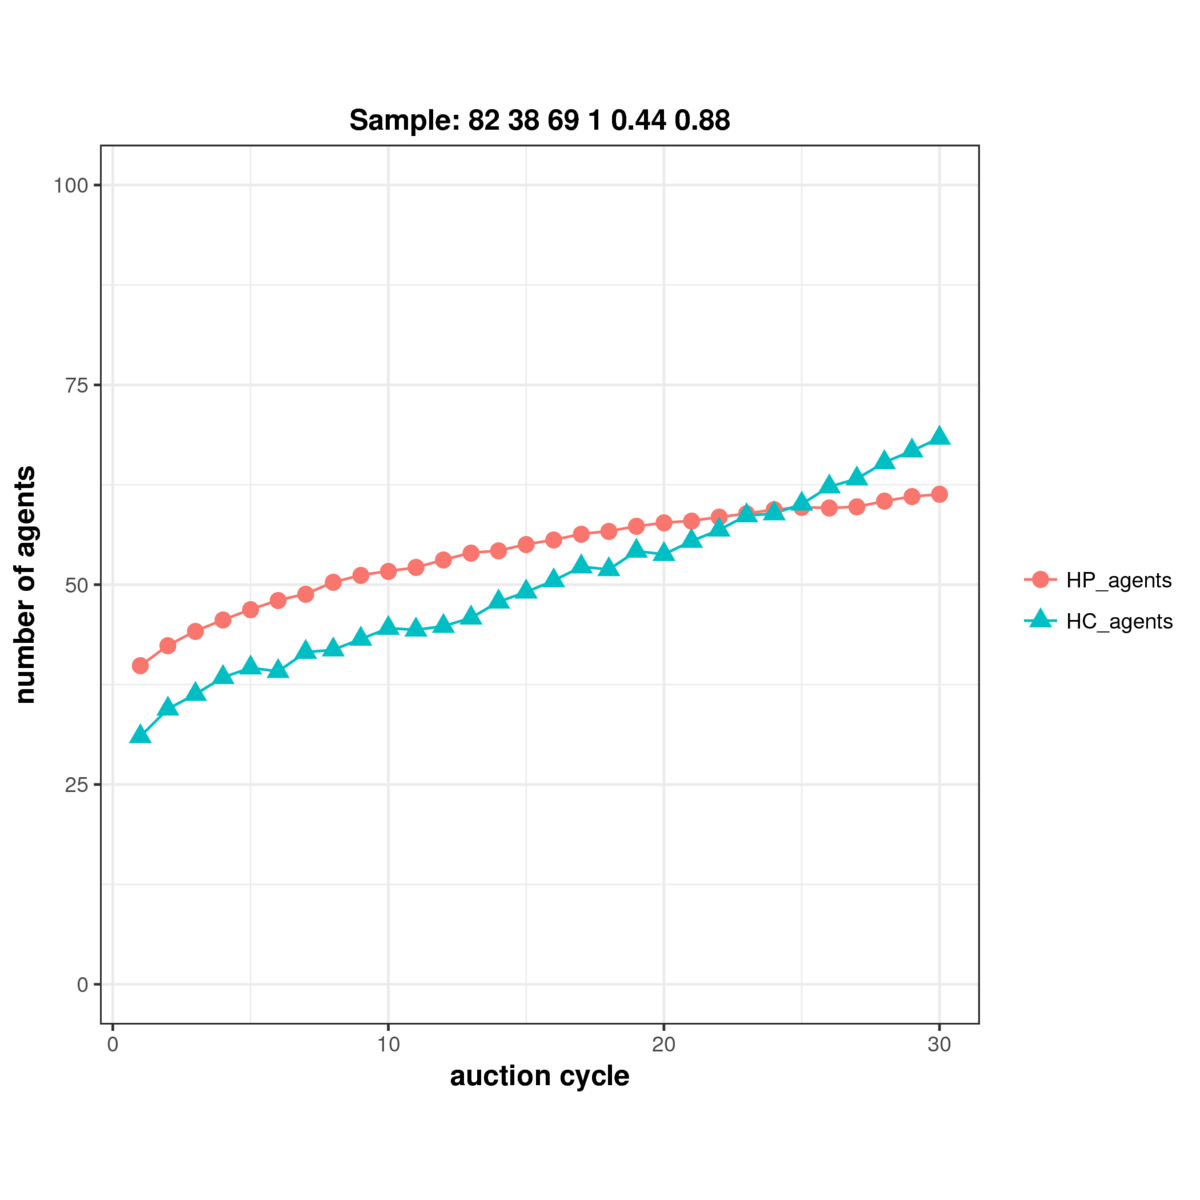 Sample: 82 38 69 1 0.44 0.88
100
75
50
25
0
number of agents
0 10 20 30
auction cycle
HP_agents
HC_agents